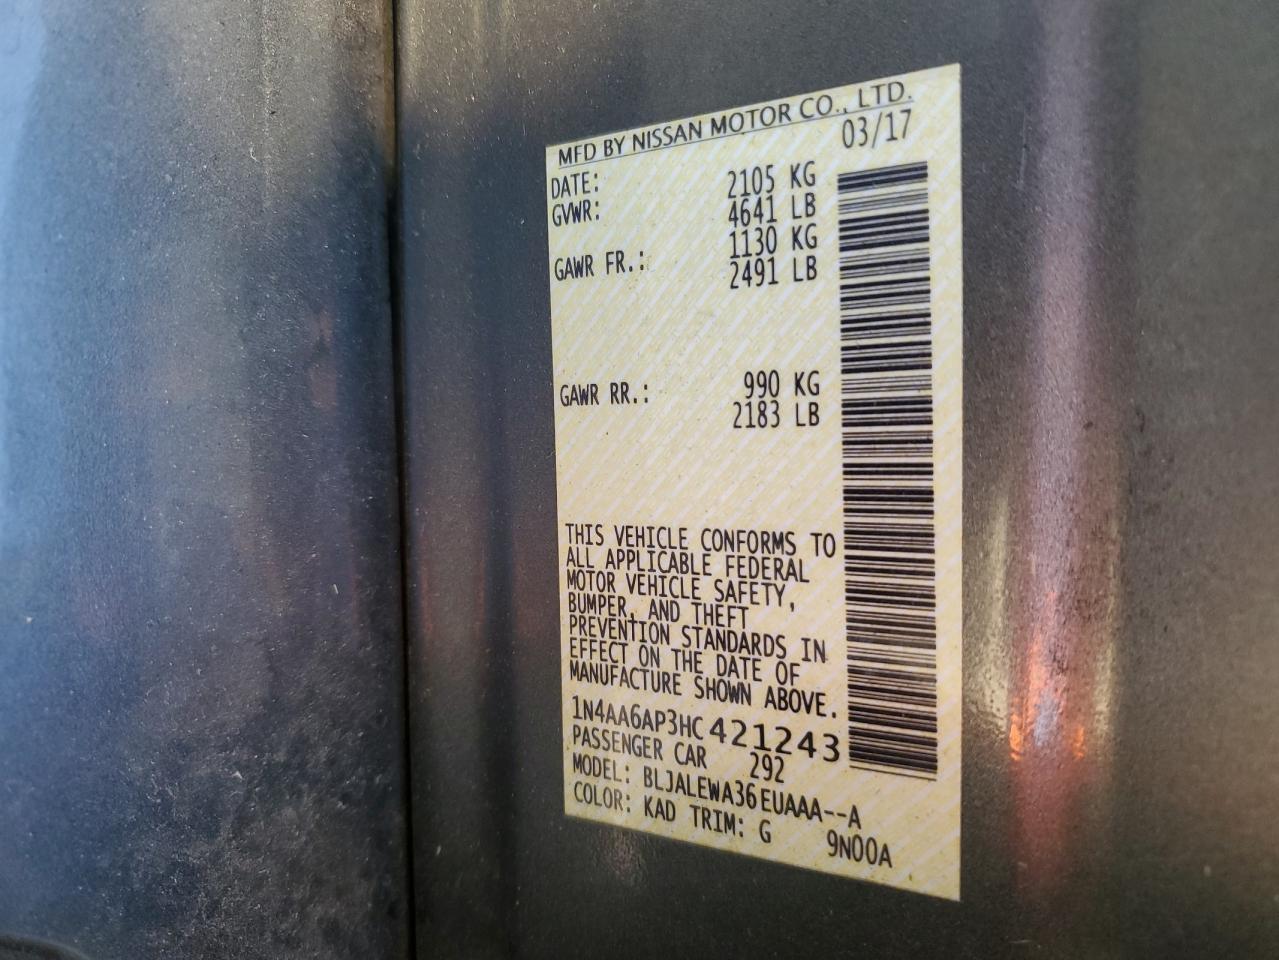 MFD BY NISSAN MOTOR CO., LTD.
DATE: 03/17
GVWR: 2105 KG
4641 LB
GAWR FR.: 1130 KG
2491 LB
GAWR RR.: 990 KG
2183 LB
THIS VEHICLE CONFORMS TO
ALL APPLICABLE FEDERAL
MOTOR VEHICLE SAFETY,
BUMPER, AND THEFT
PREVENTION STANDARDS IN
EFFECT ON THE DATE OF
MANUFACTURE SHOWN ABOVE.
1N4AA6AP3HC421243
PASSENGER CAR 292
MODEL: BLJALEWA36EUAAA--A
COLOR: KAD TRIM: G 9N00A